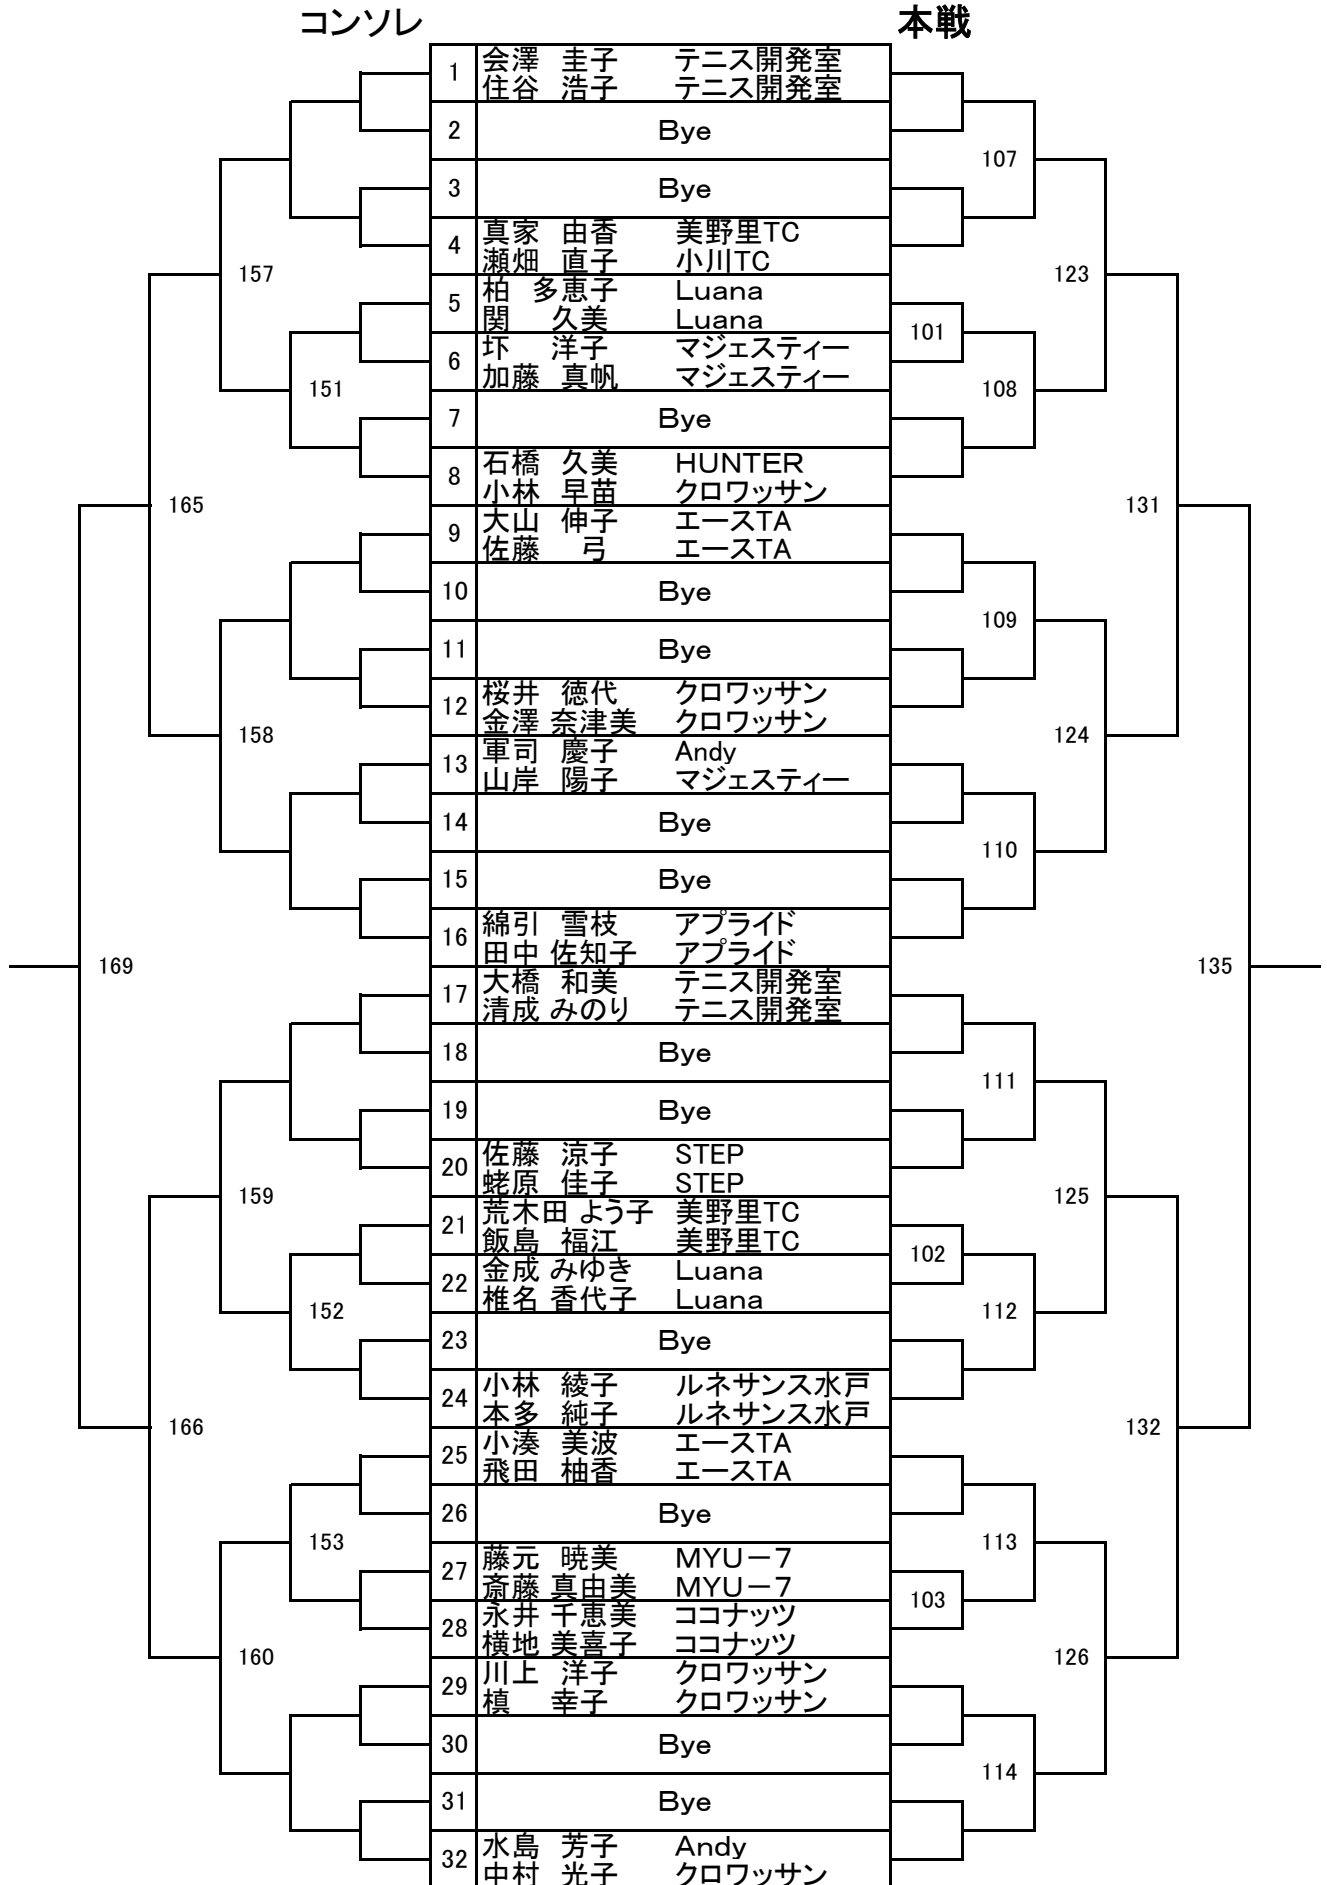 コンソレ 本戦
1 会澤 圭子 テニス開発室
住谷 浩子 テニス開発室
2 Bye
107
3 Bye
4 真家 由香 美野里TC
瀬畑 直子 小川TC
157 123
5 柏 多恵子 Luana
関 久美 Luana
101
6 圷 洋子 マジェスティー
加藤 真帆 マジェスティー
151 108
7 Bye
8 石橋 久美 HUNTER
小林 早苗 クロワッサン
165 131
9 大山 伸子 エースTA
佐藤 弓 エースTA
10 Bye
109
11 Bye
12 桜井 徳代 クロワッサン
金澤 奈津美 クロワッサン
158 124
13 軍司 慶子 Andy
山岸 陽子 マジェスティー
14 Bye
110
15 Bye
16 綿引 雪枝 アプライド
田中 佐知子 アプライド
169 135
17 大橋 和美 テニス開発室
清成 みのり テニス開発室
18 Bye
111
19 Bye
20 佐藤 涼子 STEP
蛯原 佳子 STEP
159 125
21 荒木田 よう子 美野里TC
飯島 福江 美野里TC
102
22 金成 みゆき Luana
椎名 香代子 Luana
152 112
23 Bye
24 小林 綾子 ルネサンス水戸
本多 純子 ルネサンス水戸
166 132
25 小湊 美波 エースTA
飛田 柚香 エースTA
26 Bye
153 113
27 藤元 暁美 MYU－7
斎藤 真由美 MYU－7
103
28 永井 千恵美 ココナッツ
横地 美喜子 ココナッツ
160 126
29 川上 洋子 クロワッサン
槙 幸子 クロワッサン
30 Bye
114
31 Bye
32 水島 芳子 Andy
中村 光子 クロワッサン